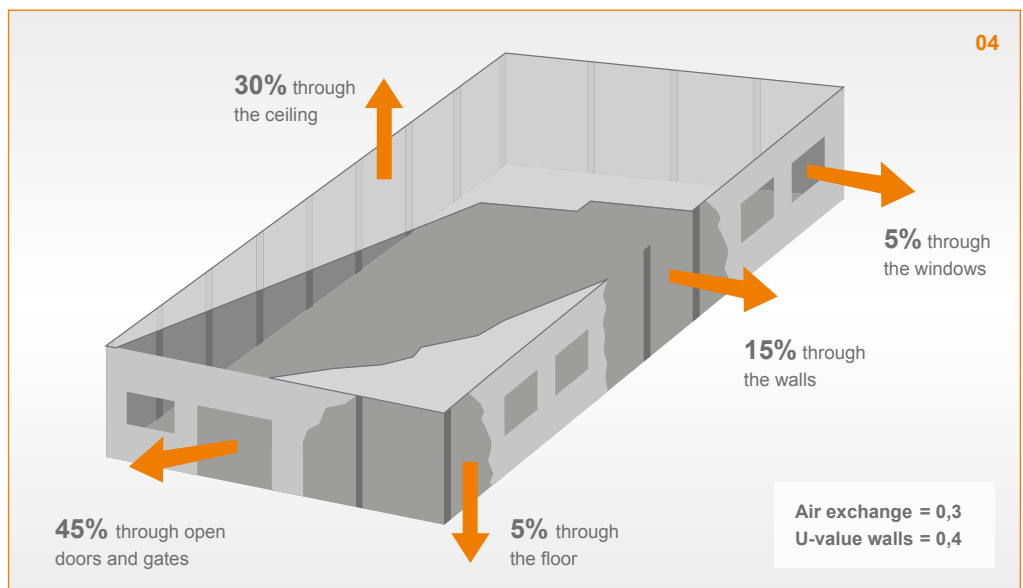 04
30% through
the ceiling
5% through
the windows
15% through
the walls
45% through open
doors and gates
5% through
the floor
Air exchange = 0,3
U-value walls = 0,4